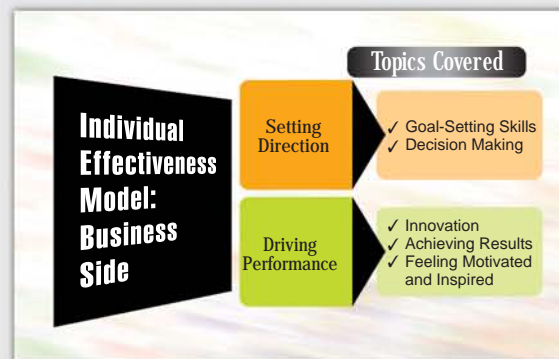 Topics Covered
Individual
Effectiveness
Model:
Business
Side
Setting
Direction
✓ Goal-Setting Skills
✓ Decision Making
Driving
Performance
✓ Innovation
✓ Achieving Results
✓ Feeling Motivated
and Inspired